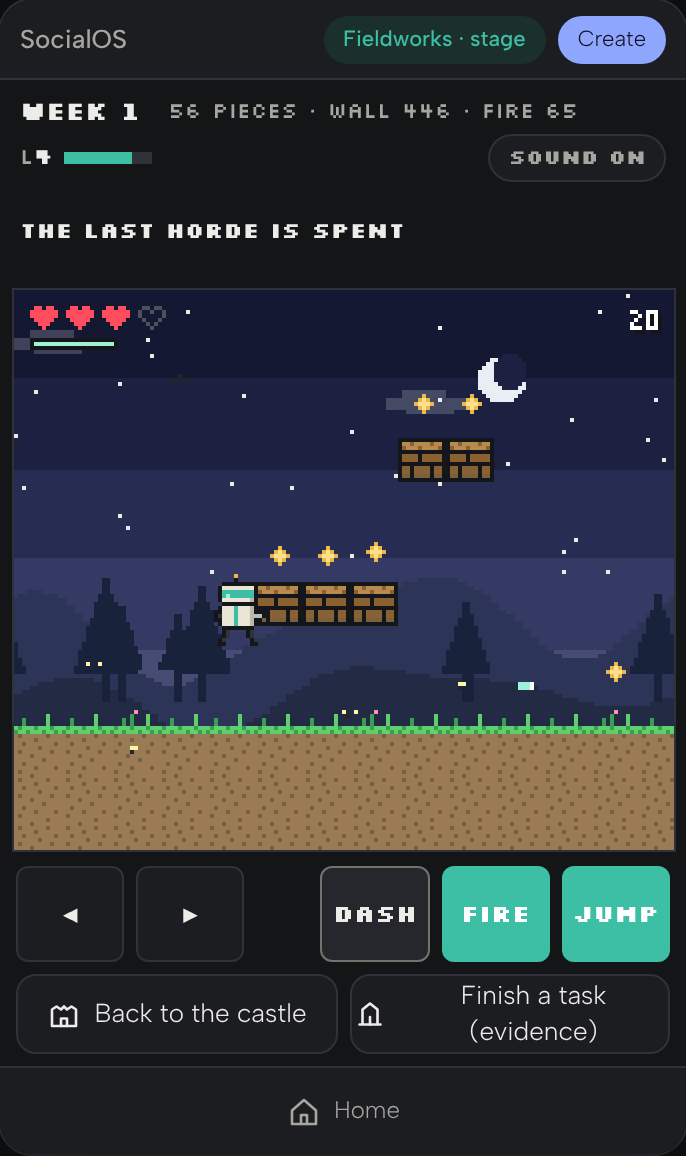 SocialOS
Fieldworks · stage
Create
WEEK 1
56 PIECES · WALL 446 · FIRE 65
L4
SOUND ON
THE LAST HORDE IS SPENT
20
DASH
FIRE
JUMP
Back to the castle
Finish a task
(evidence)
Home